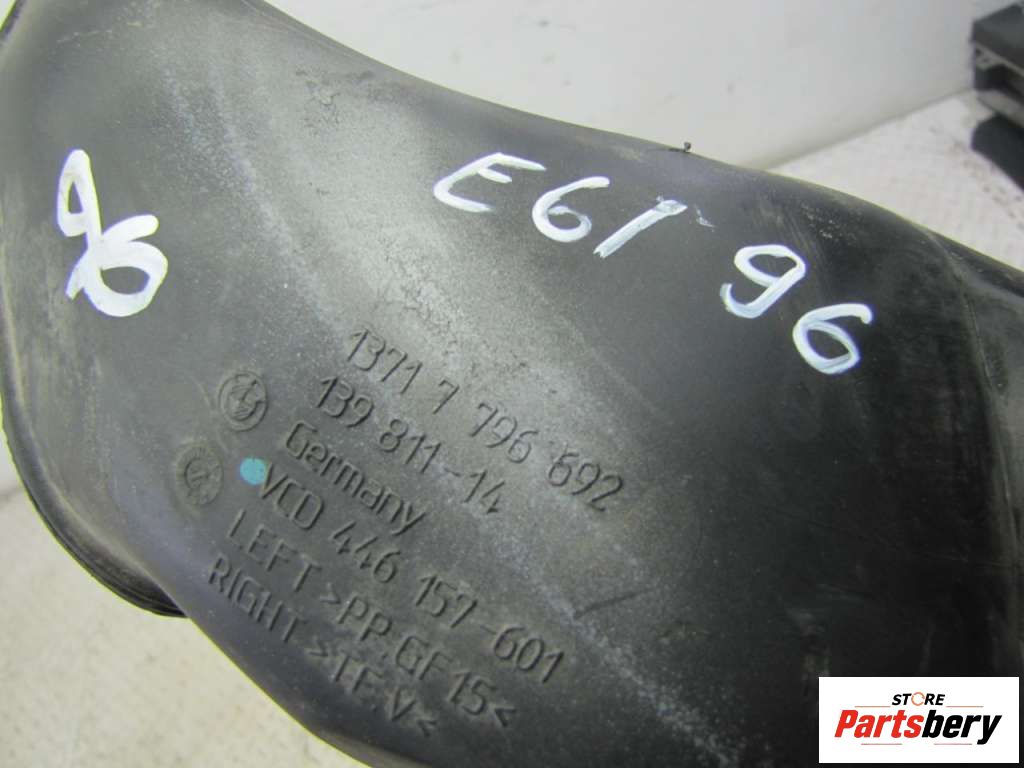 96
E61 96
1371 7 796 692
139 811-14
Germany
VCD 446 157-601
LEFT >PP.GF15<
RIGHT >TE.V<
STORE
Partsbery